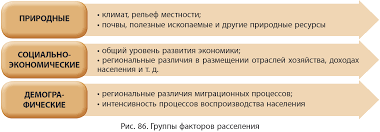 ПРИРОДНЫЕ
• климат, рельеф местности;
• почвы, полезные ископаемые и другие природные ресурсы
СОЦИАЛЬНО-
ЭКОНОМИЧЕСКИЕ
• общий уровень развития экономики;
• региональные различия в размещении отраслей хозяйства, доходах
населения и т. д.
ДЕМОГРА-
ФИЧЕСКИЕ
• региональные различия миграционных процессов;
• интенсивность процессов воспроизводства населения
Рис. 86. Группы факторов расселения